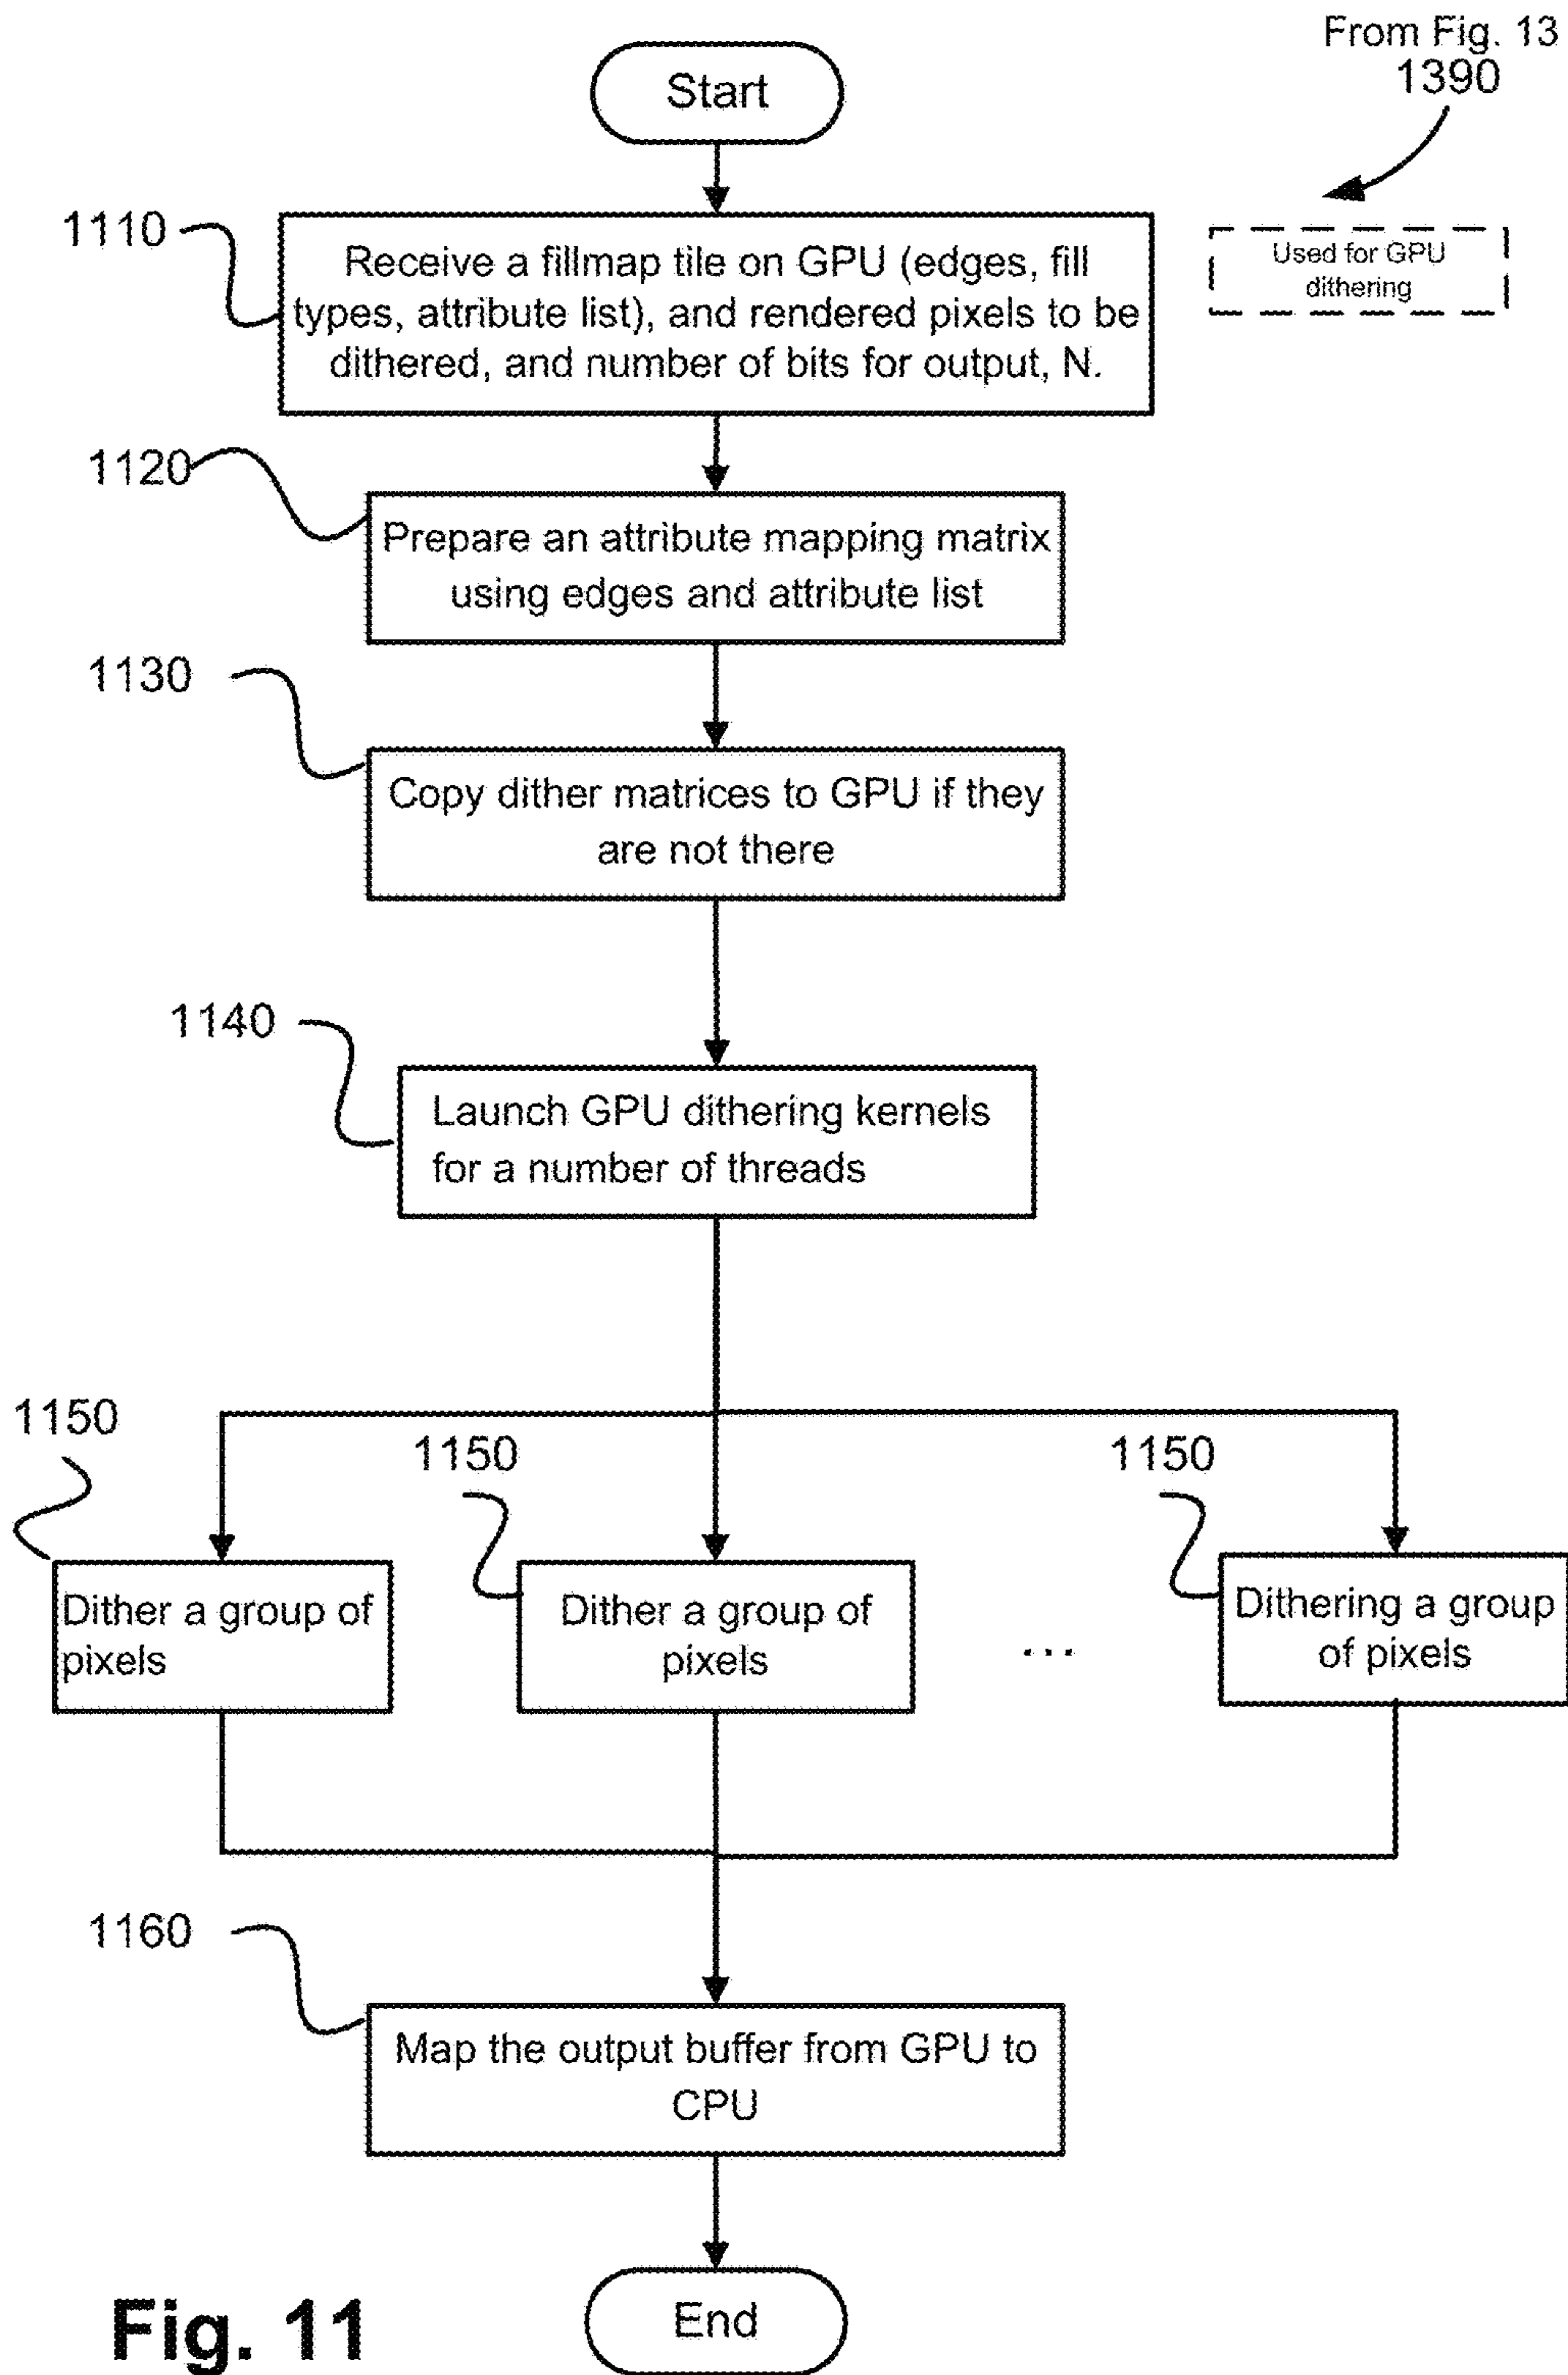 From Fig. 13
1390
Start
1110
Receive a fillmap tile on GPU (edges, fill
types, attribute list), and rendered pixels to be
dithered, and number of bits for output, N.
Used for GPU
dithering
1120
Prepare an attribute mapping matrix
using edges and attribute list
1130
Copy dither matrices to GPU if they
are not there
1140
Launch GPU dithering kernels
for a number of threads
1150
1150
1150
Dither a group of
pixels
Dither a group of
pixels
...
Dithering a group
of pixels
1160
Map the output buffer from GPU to
CPU
End
Fig. 11